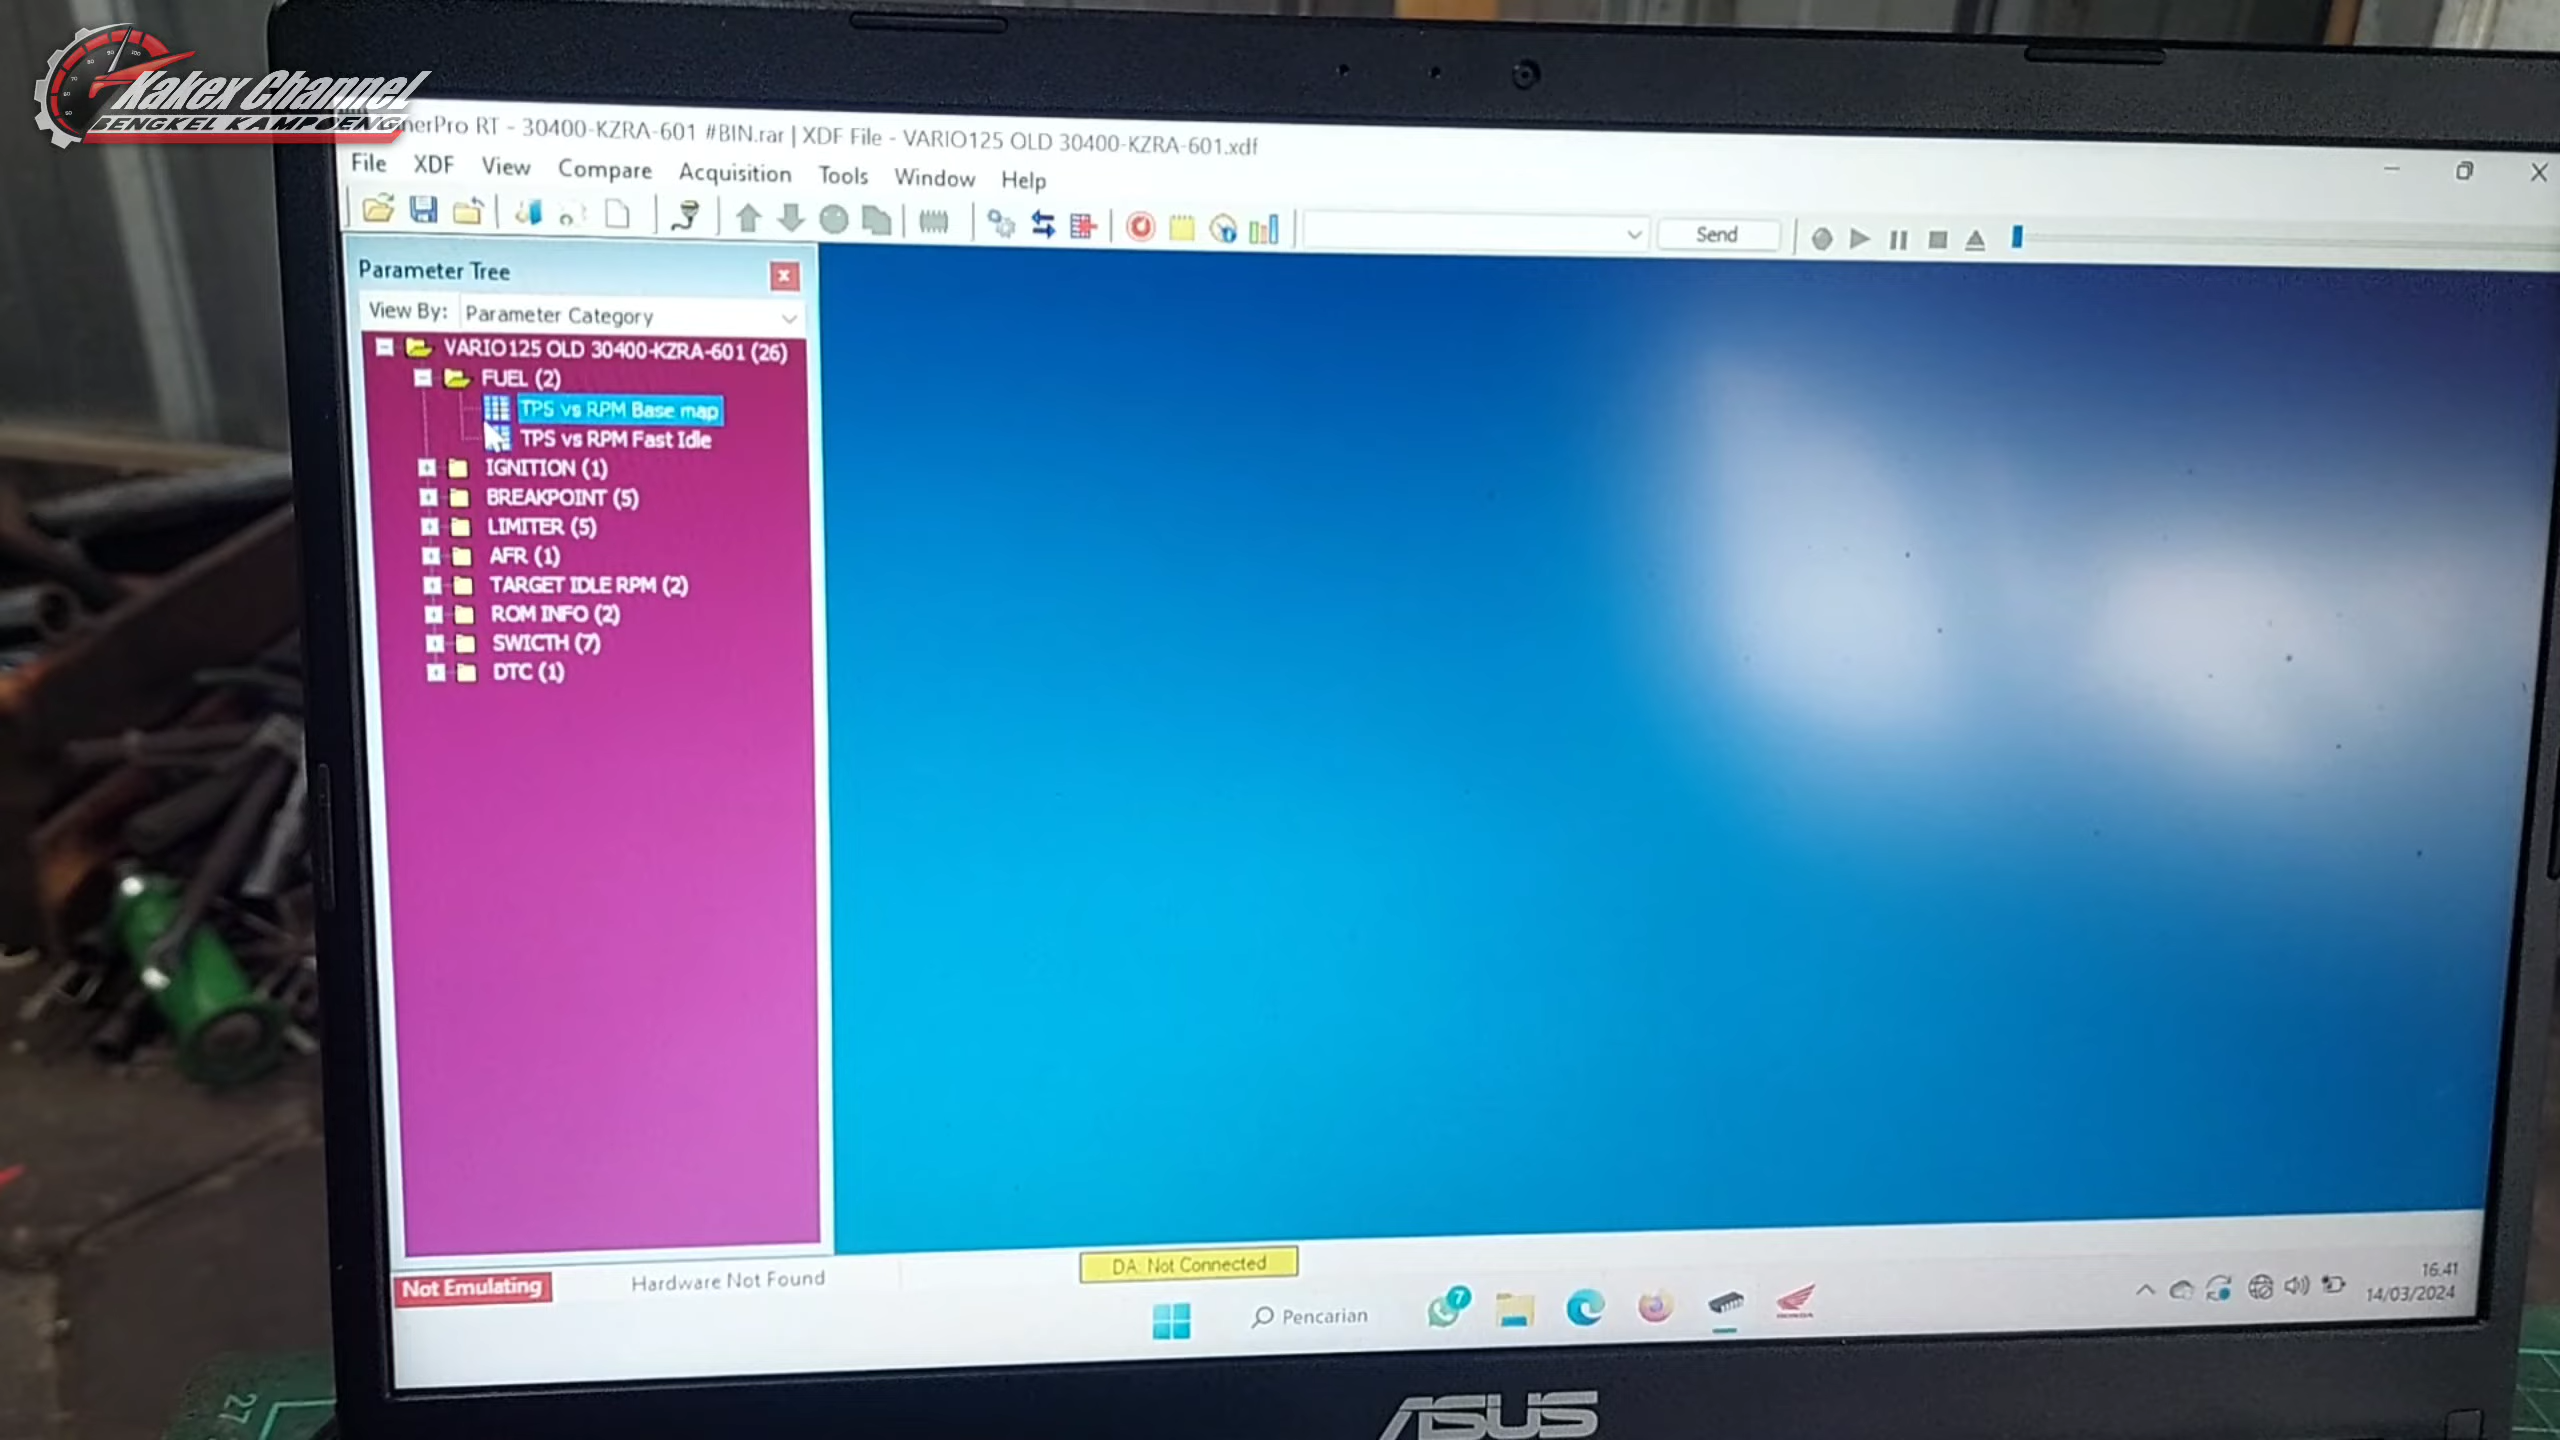 Kakex Channel
BENGKEL KAMPOENG
nerPro RT - 30400-KZRA-601 #BIN.rar | XDF File - VARIO125 OLD 30400-KZRA-601.xdf
File XDF View Compare Acquisition Tools Window Help
Send
Parameter Tree
View By: Parameter Category
VARIO125 OLD 30400-KZRA-601 (26)
FUEL (2)
TPS vs RPM Base map
TPS vs RPM Fast Idle
IGNITION (1)
BREAKPOINT (5)
LIMITER (5)
AFR (1)
TARGET IDLE RPM (2)
ROM INFO (2)
SWICTH (7)
DTC (1)
Not Emulating
Hardware Not Found
DA: Not Connected
Pencarian
7
HONDA
16.41
14/03/2024
ASUS
27